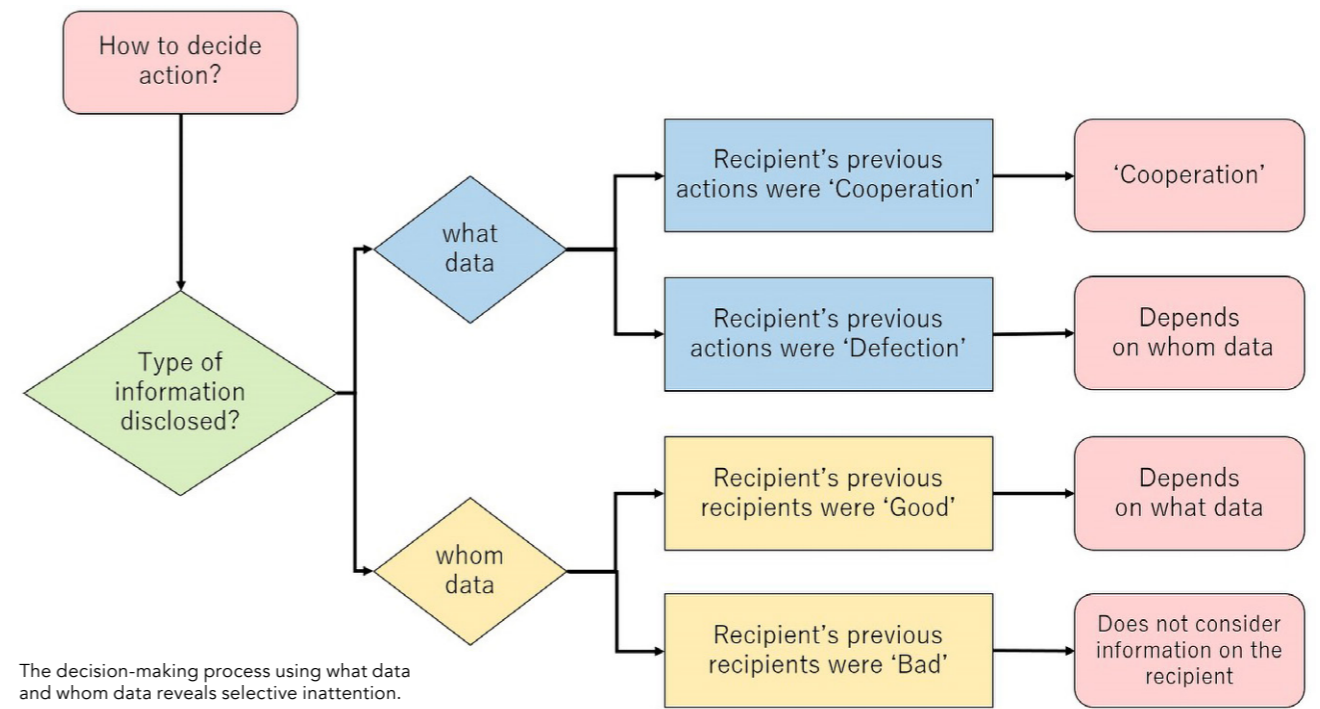 How to decide
action?
Type of
information
disclosed?
what
data
Recipient’s previous
actions were ‘Cooperation’
‘Cooperation’
Recipient’s previous
actions were ‘Defection’
Depends
on whom data
whom
data
Recipient’s previous
recipients were ‘Good’
Depends
on what data
Recipient’s previous
recipients were ‘Bad’
Does not consider
information on the
recipient
The decision-making process using what data
and whom data reveals selective inattention.